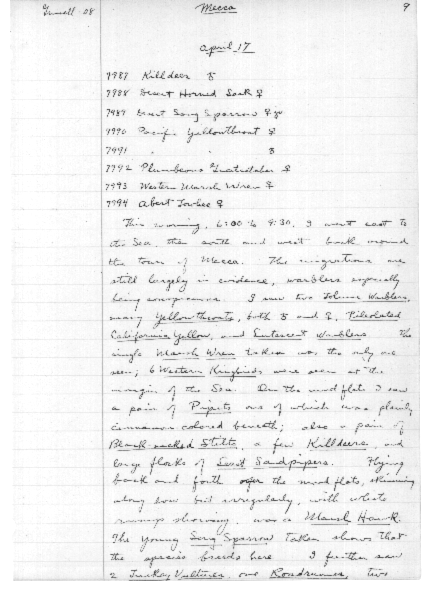 Grinnell - 08
Mecca
9
April 17
7987 Killdeer ♂
7988 Desert Horned Lark ♀
7989 Desert Song Sparrow ♀ yg
7990 Pacific Yellowthroat ♀
7991 " " ♂
7992 Plumbeous Gnatcatcher ♀
7993 Western Marsh Wren ♀
7994 Abert Towhee ♀
This morning, 6:00 to 9:30, I went east to
the Sea, then south and west back around
the town of Mecca. The migrations are
still largely in evidence, warblers especially
being conspicuous. I saw two Tolmie Warblers,
many Yellowthroats, both ♂ and ♀, Pileolated
California Yellow, and Lutescent Warblers The
single Marsh Wren taken was the only one
seen; 6 Western Kingbirds were seen at the
margin of the Sea. On the mud flats I saw
a pair of one of which was plainly
cinnamon colored beneath; also a pair of
Black-necked Stilts, a few Killdeers, and
large flocks of Least Sandpipers. Flying
back and forth over the mud flats, skimming
along low but irregularly, with white
rumps showing, was a Marsh Hawk.
The young Song Sparrow taken shows that
the species breeds here I further saw
2 Turkey Vultures, one Roadrunner, two